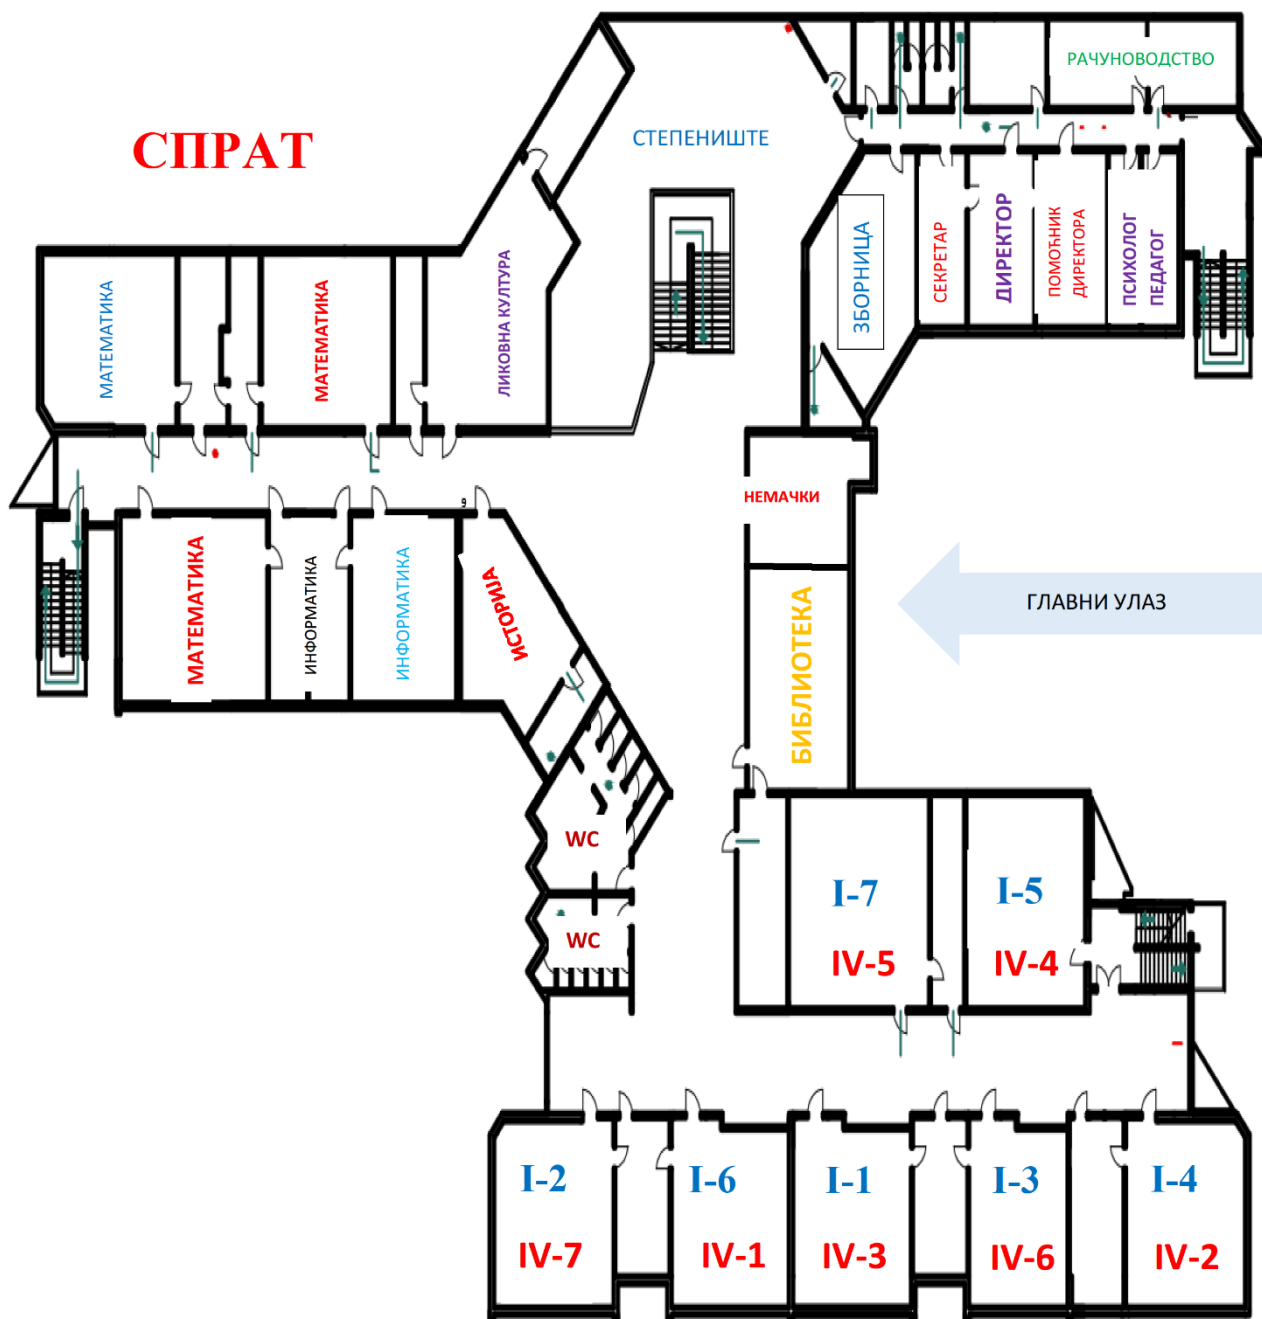 РАЧУНОВОДСТВО
СПРАТ
СТЕПЕНИШТЕ
ЗБОРНИЦА
СЕКРЕТАР
ДИРЕКТОР
ПОМОЋНИК
ДИРЕКТОРА
ПСИХОЛОГ
ПЕДАГОГ
МАТЕМАТИКА
МАТЕМАТИКА
ЛИКОВНА КУЛТУРА
НЕМАЧКИ
9
МАТЕМАТИКА
ИНФОРМАТИКА
ИНФОРМАТИКА
ИСТОРИЈА
ГЛАВНИ УЛАЗ
БИБЛИОТЕКА
WC
WC
I-7
IV-5
I-5
IV-4
I-2
IV-7
I-6
IV-1
I-1
IV-3
I-3
IV-6
I-4
IV-2